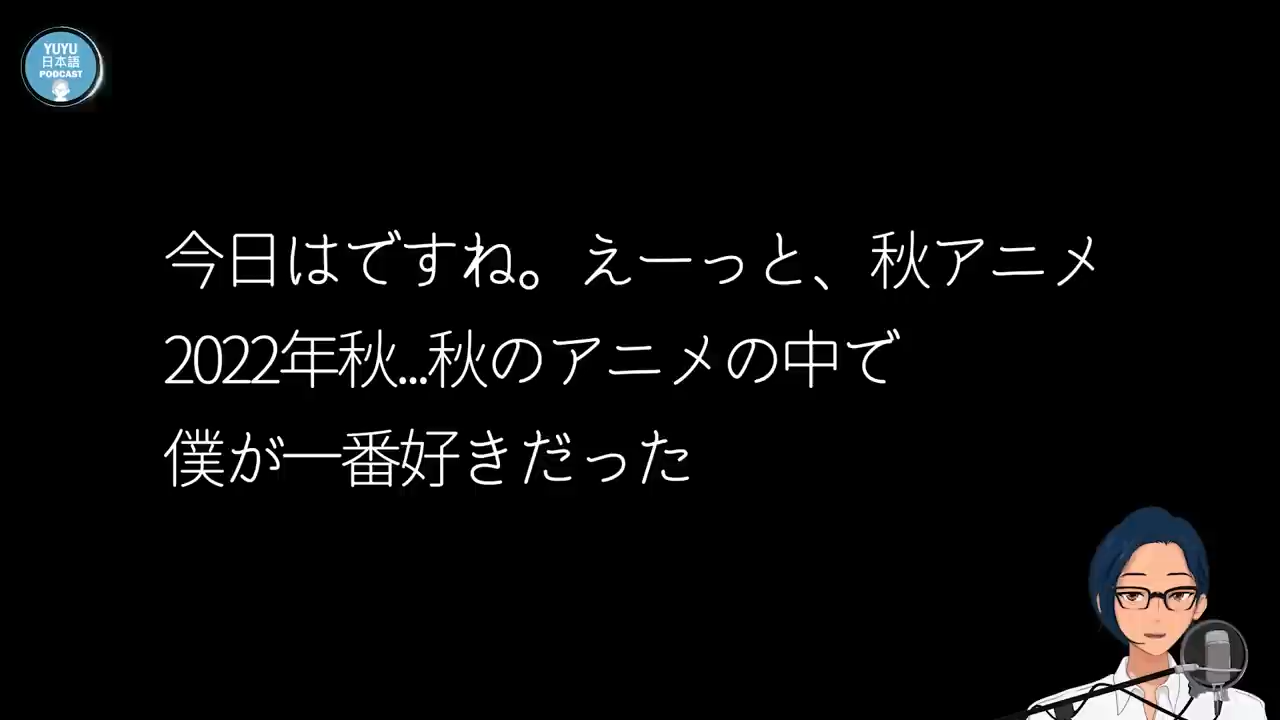 YUYU
日本語
PODCAST
今日はですね。えーっと、秋アニメ
2022年秋...秋のアニメの中で
僕が一番好きだった